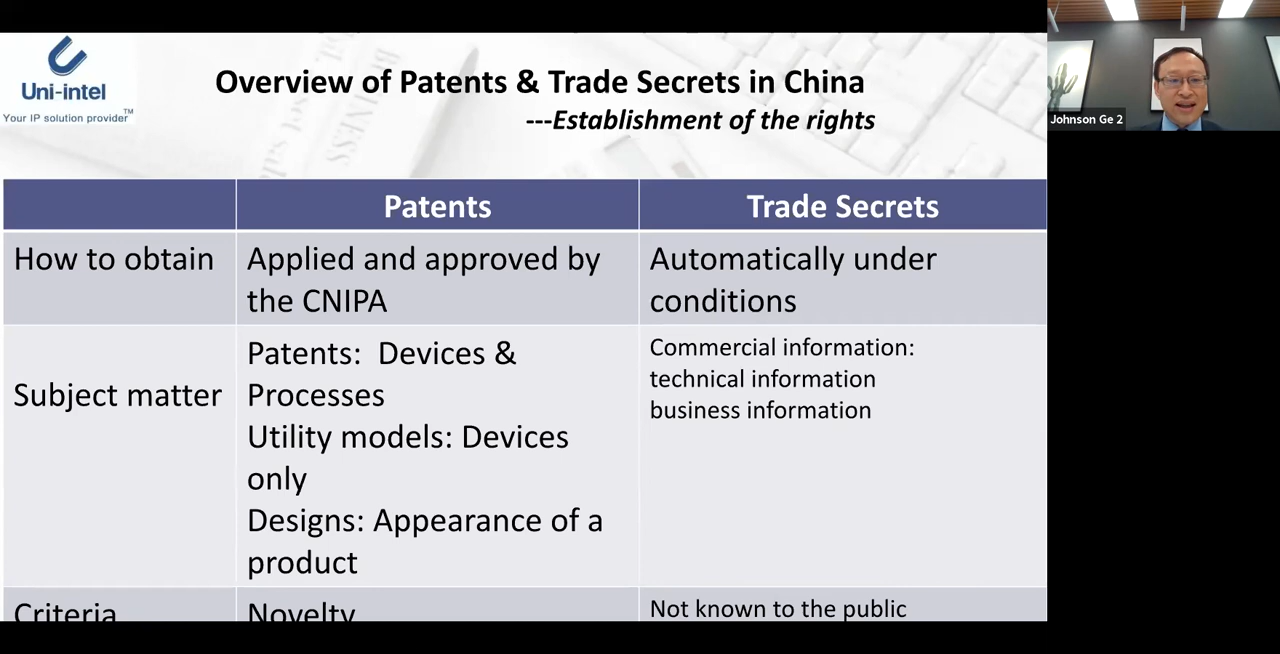 Uni-intel
Your IP solution provider™
Overview of Patents & Trade Secrets in China
---Establishment of the rights
Johnson Ge 2
Patents
Trade Secrets
How to obtain
Applied and approved by
the CNIPA
Automatically under
conditions
Subject matter
Patents:  Devices &
Processes
Utility models: Devices
only
Designs: Appearance of a
product
Commercial information:
technical information
business information
Criteria
Novelty
Not known to the public